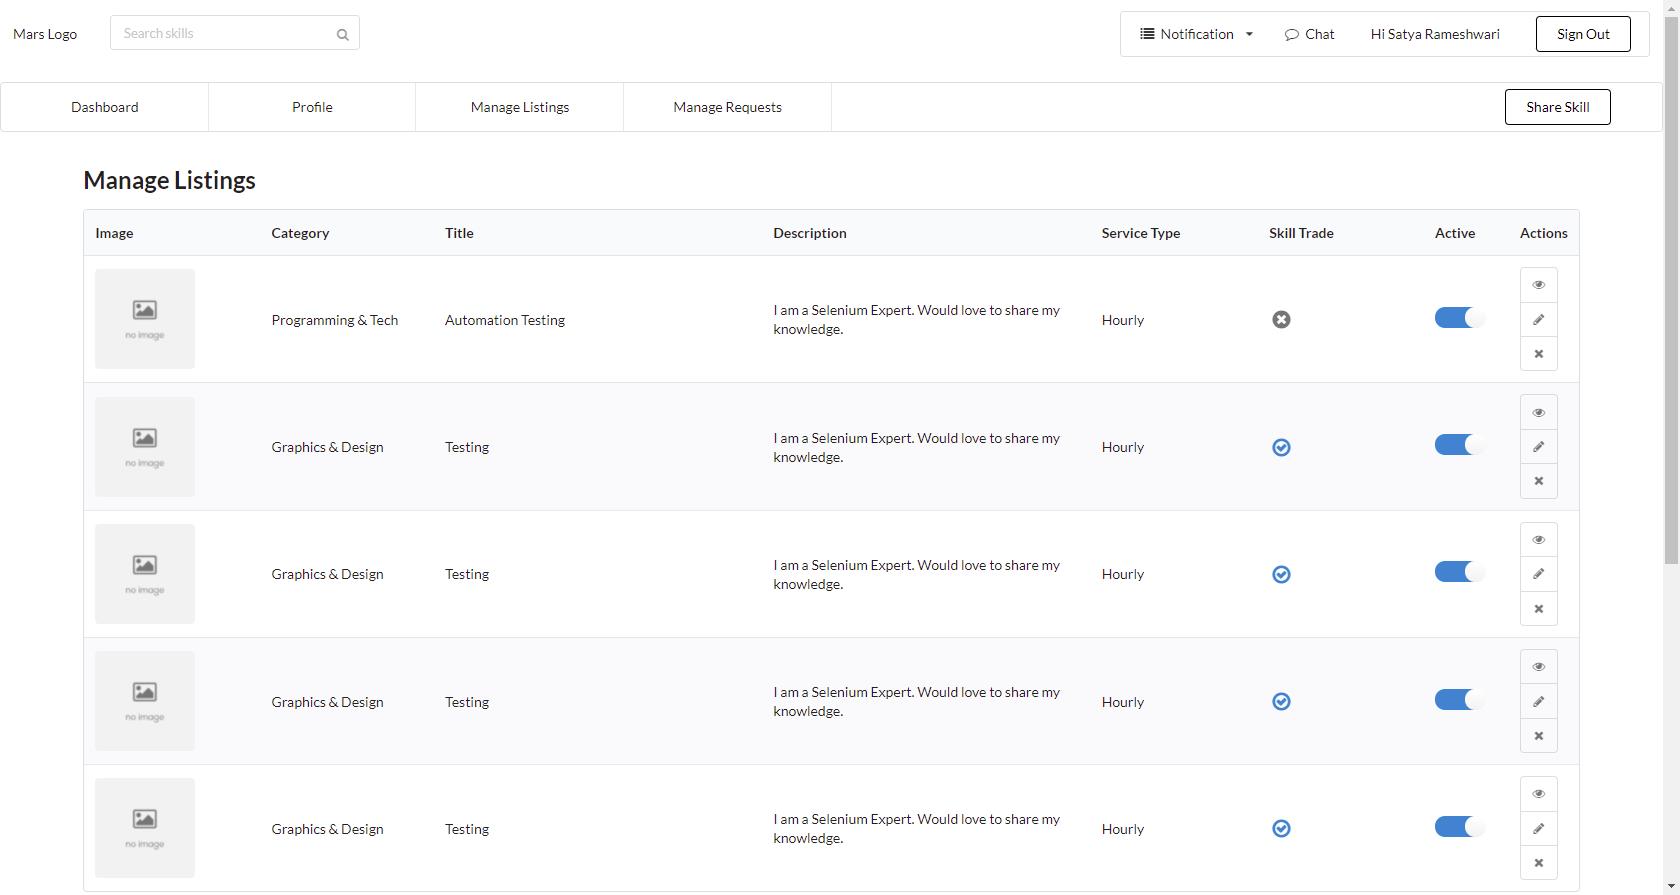 Mars Logo
Search skills
Notification
Chat
Hi Satya Rameshwari
Sign Out
Dashboard
Profile
Manage Listings
Manage Requests
Share Skill
Manage Listings
Image Category Title Description Service Type Skill Trade Active Actions
no image
Programming & Tech
Automation Testing
I am a Selenium Expert. Would love to share my
knowledge.
Hourly
no image
Graphics & Design
Testing
I am a Selenium Expert. Would love to share my
knowledge.
Hourly
no image
Graphics & Design
Testing
I am a Selenium Expert. Would love to share my
knowledge.
Hourly
no image
Graphics & Design
Testing
I am a Selenium Expert. Would love to share my
knowledge.
Hourly
no image
Graphics & Design
Testing
I am a Selenium Expert. Would love to share my
knowledge.
Hourly